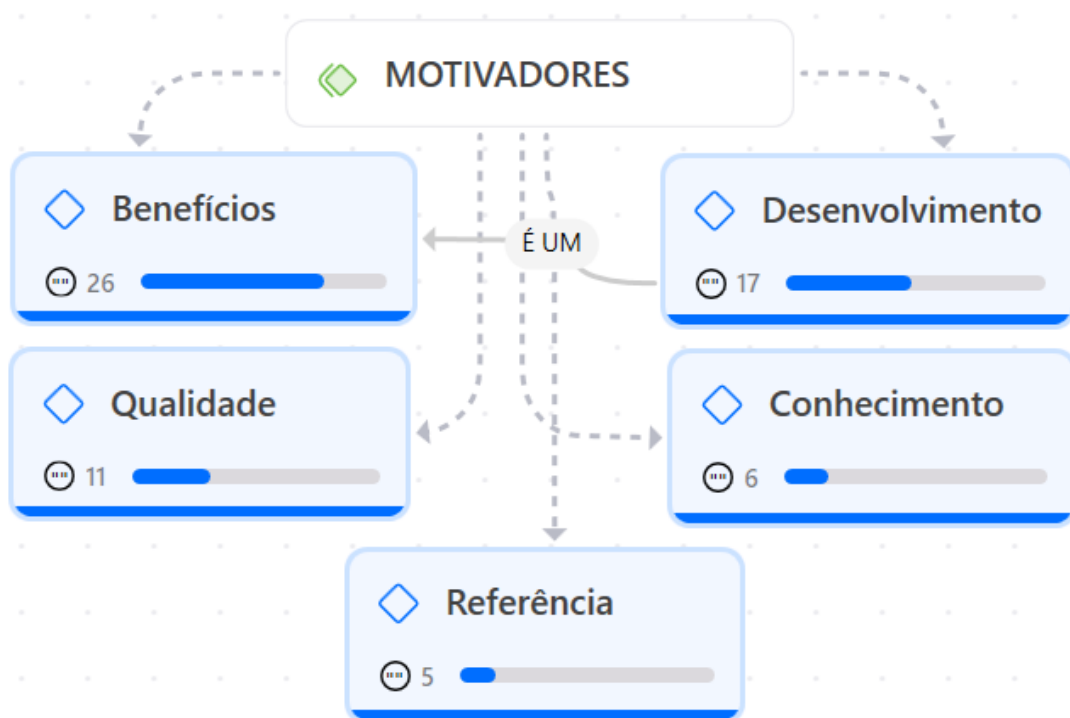 MOTIVADORES
Benefícios
26
É UM
Desenvolvimento
17
Qualidade
11
Conhecimento
6
Referência
5